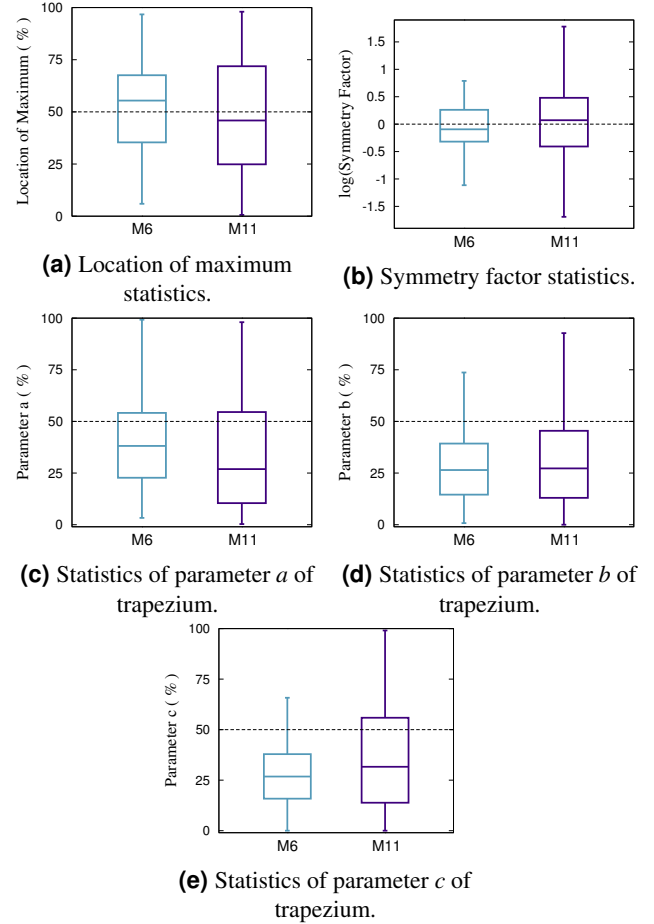 100
75
50
25
0
Location of Maximum ( % )
M6 M11
(a) Location of maximum
statistics.
1.5
1
0.5
0
-0.5
-1
-1.5
log(Symmetry Factor)
M6 M11
(b) Symmetry factor statistics.
100
75
50
25
0
Parameter a ( % )
M6 M11
(c) Statistics of parameter a of
trapezium.
100
75
50
25
0
Parameter b ( % )
M6 M11
(d) Statistics of parameter b of
trapezium.
100
75
50
25
0
Parameter c ( % )
M6 M11
(e) Statistics of parameter c of
trapezium.